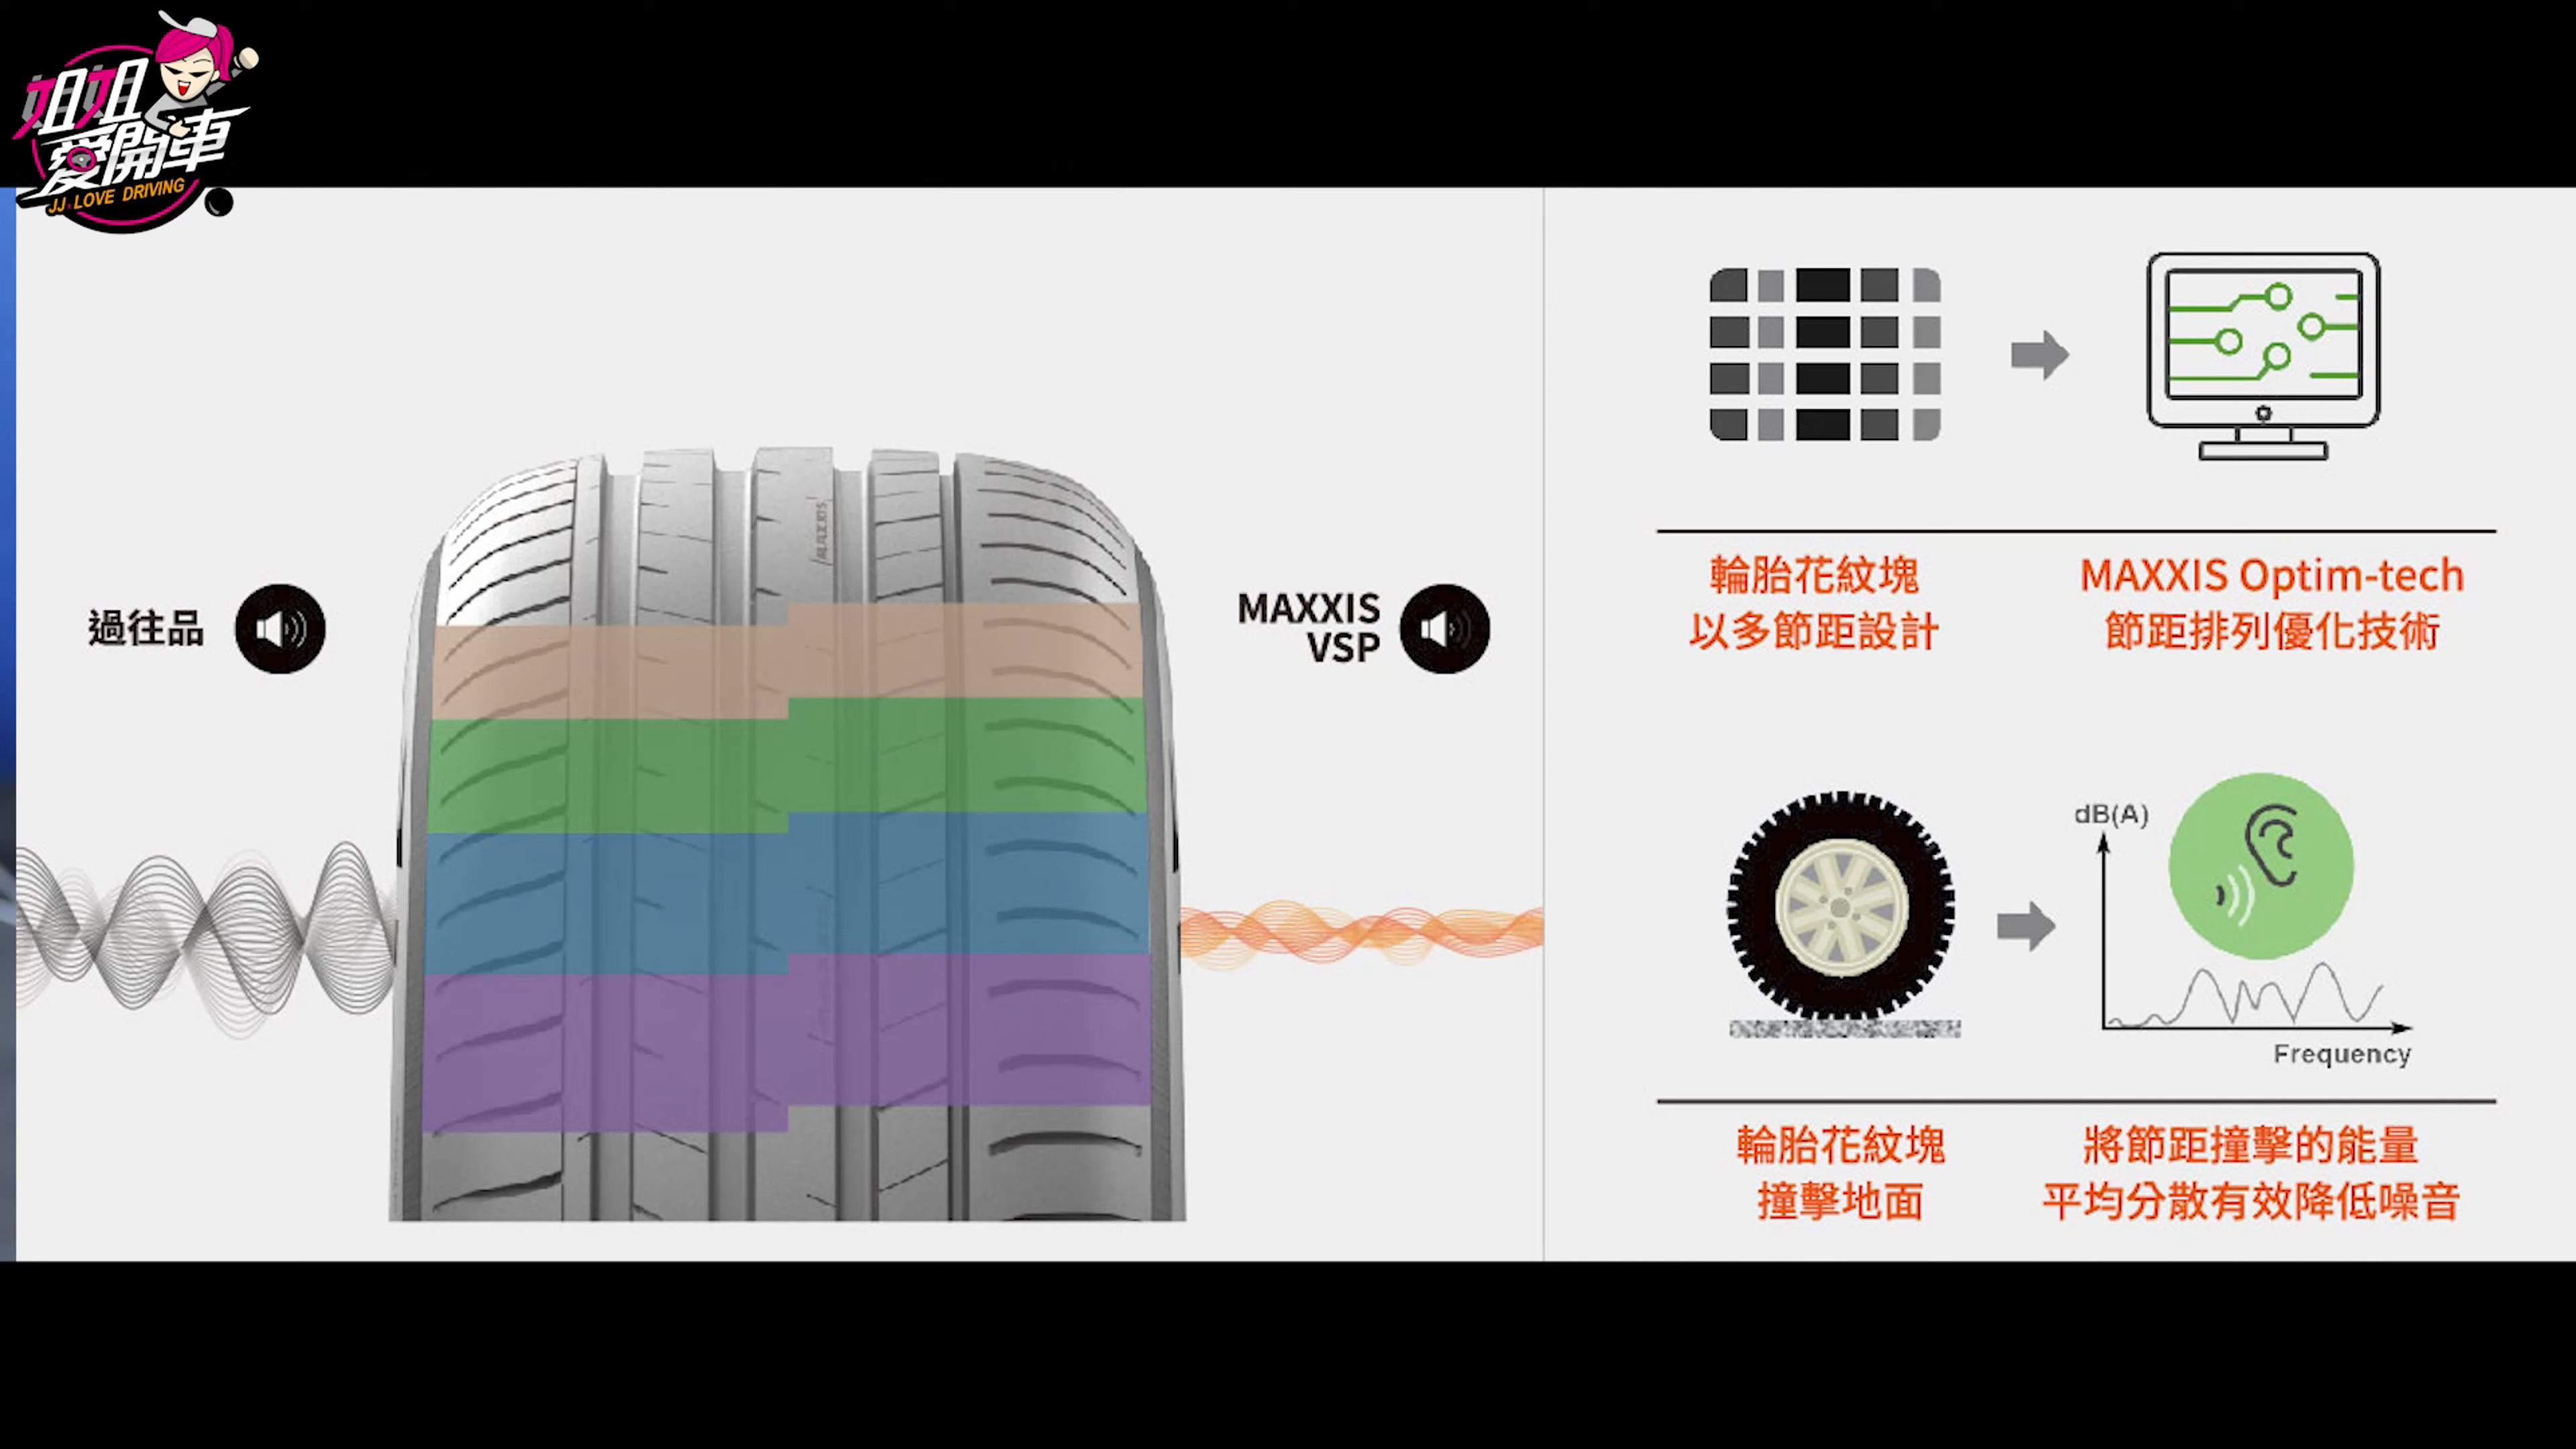 姐姐
愛開車
JJ LOVE DRIVING
過往品
MAXXIS
VSP
MAXXIS
輪胎花紋塊
以多節距設計
MAXXIS Optim-tech
節距排列優化技術
dB(A)
Frequency
輪胎花紋塊
撞擊地面
將節距撞擊的能量
平均分散有效降低噪音